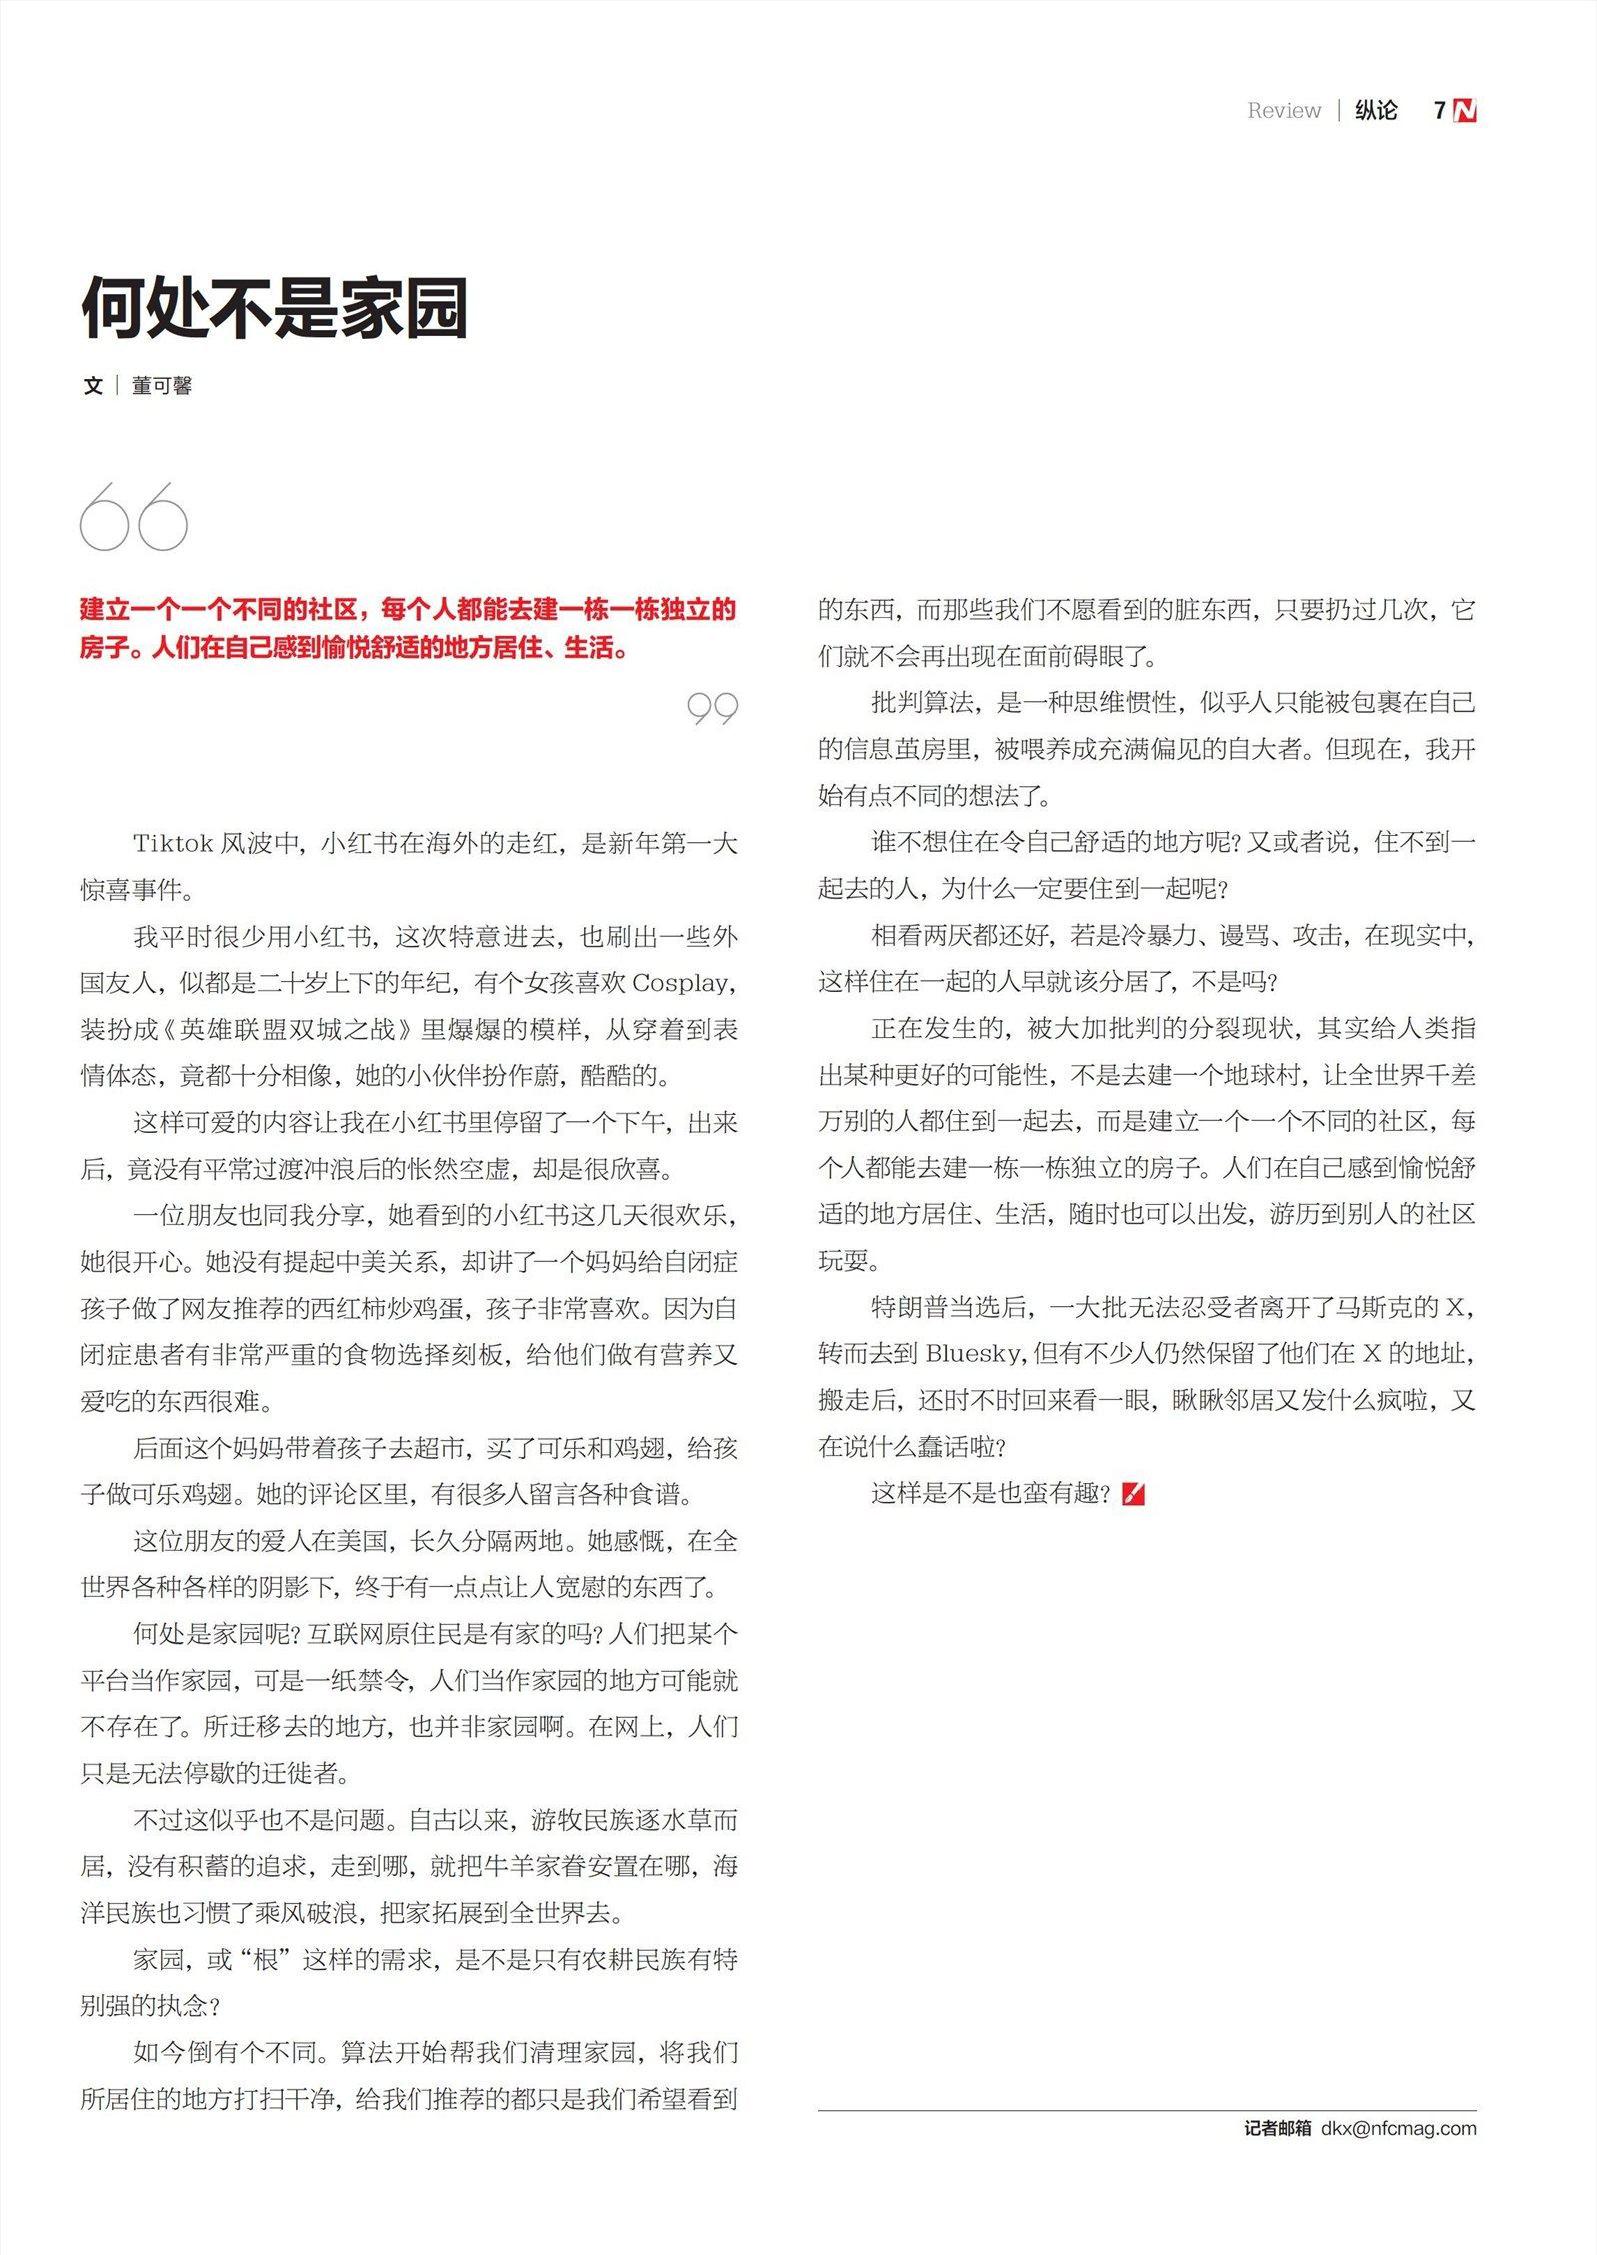 Review | 纵论 7
何处不是家园
文 | 董可馨
建立一个一个不同的社区，每个人都能去建一栋一栋独立的
房子。人们在自己感到愉悦舒适的地方居住、生活。
Tiktok 风波中，小红书在海外的走红，是新年第一大
惊喜事件。
我平时很少用小红书，这次特意进去，也刷出一些外
国友人，似都是二十岁上下的年纪，有个女孩喜欢 Cosplay，
装扮成《英雄联盟双城之战》里爆爆的模样，从穿着到表
情体态，竟都十分相像，她的小伙伴扮作蔚，酷酷的。
这样可爱的内容让我在小红书里停留了一个下午，出来
后，竟没有平常过渡冲浪后的怅然空虚，却是很欣喜。
一位朋友也同我分享，她看到的小红书这几天很欢乐，
她很开心。她没有提起中美关系，却讲了一个妈妈给自闭症
孩子做了网友推荐的西红柿炒鸡蛋，孩子非常喜欢。因为自
闭症患者有非常严重的食物选择刻板，给他们做有营养又
爱吃的东西很难。
后面这个妈妈带着孩子去超市，买了可乐和鸡翅，给孩
子做可乐鸡翅。她的评论区里，有很多人留言各种食谱。
这位朋友的爱人在美国，长久分隔两地。她感慨，在全
世界各种各样的阴影下，终于有一点点让人宽慰的东西了。
何处是家园呢？互联网原住民是有家的吗？人们把某个
平台当作家园，可是一纸禁令，人们当作家园的地方可能就
不存在了。所迁移去的地方，也并非家园啊。在网上，人们
只是无法停歇的迁徙者。
不过这似乎也不是问题。自古以来，游牧民族逐水草而
居，没有积蓄的追求，走到哪，就把牛羊家眷安置在哪，海
洋民族也习惯了乘风破浪，把家拓展到全世界去。
家园，或“根”这样的需求，是不是只有农耕民族有特
别强的执念？
如今倒有个不同。算法开始帮我们清理家园，将我们
所居住的地方打扫干净，给我们推荐的都只是我们希望看到
的东西，而那些我们不愿看到的脏东西，只要扔过几次，它
们就不会再出现在面前碍眼了。
批判算法，是一种思维惯性，似乎人只能被包裹在自己
的信息茧房里，被喂养成充满偏见的自大者。但现在，我开
始有点不同的想法了。
谁不想住在令自己舒适的地方呢？又或者说，住不到一
起去的人，为什么一定要住到一起呢？
相看两厌都还好，若是冷暴力、谩骂、攻击，在现实中，
这样住在一起的人早就该分居了，不是吗？
正在发生的，被大加批判的分裂现状，其实给人类指
出某种更好的可能性，不是去建一个地球村，让全世界千差
万别的人都住到一起去，而是建立一个一个不同的社区，每
个人都能去建一栋一栋独立的房子。人们在自己感到愉悦舒
适的地方居住、生活，随时也可以出发，游历到别人的社区
玩耍。
特朗普当选后，一大批无法忍受者离开了马斯克的 X，
转而去到 Bluesky，但有不少人仍然保留了他们在 X 的地址，
搬走后，还时不时回来看一眼，瞅瞅邻居又发什么疯啦，又
在说什么蠢话啦？
这样是不是也蛮有趣？
记者邮箱 dkx@nfcmag.com